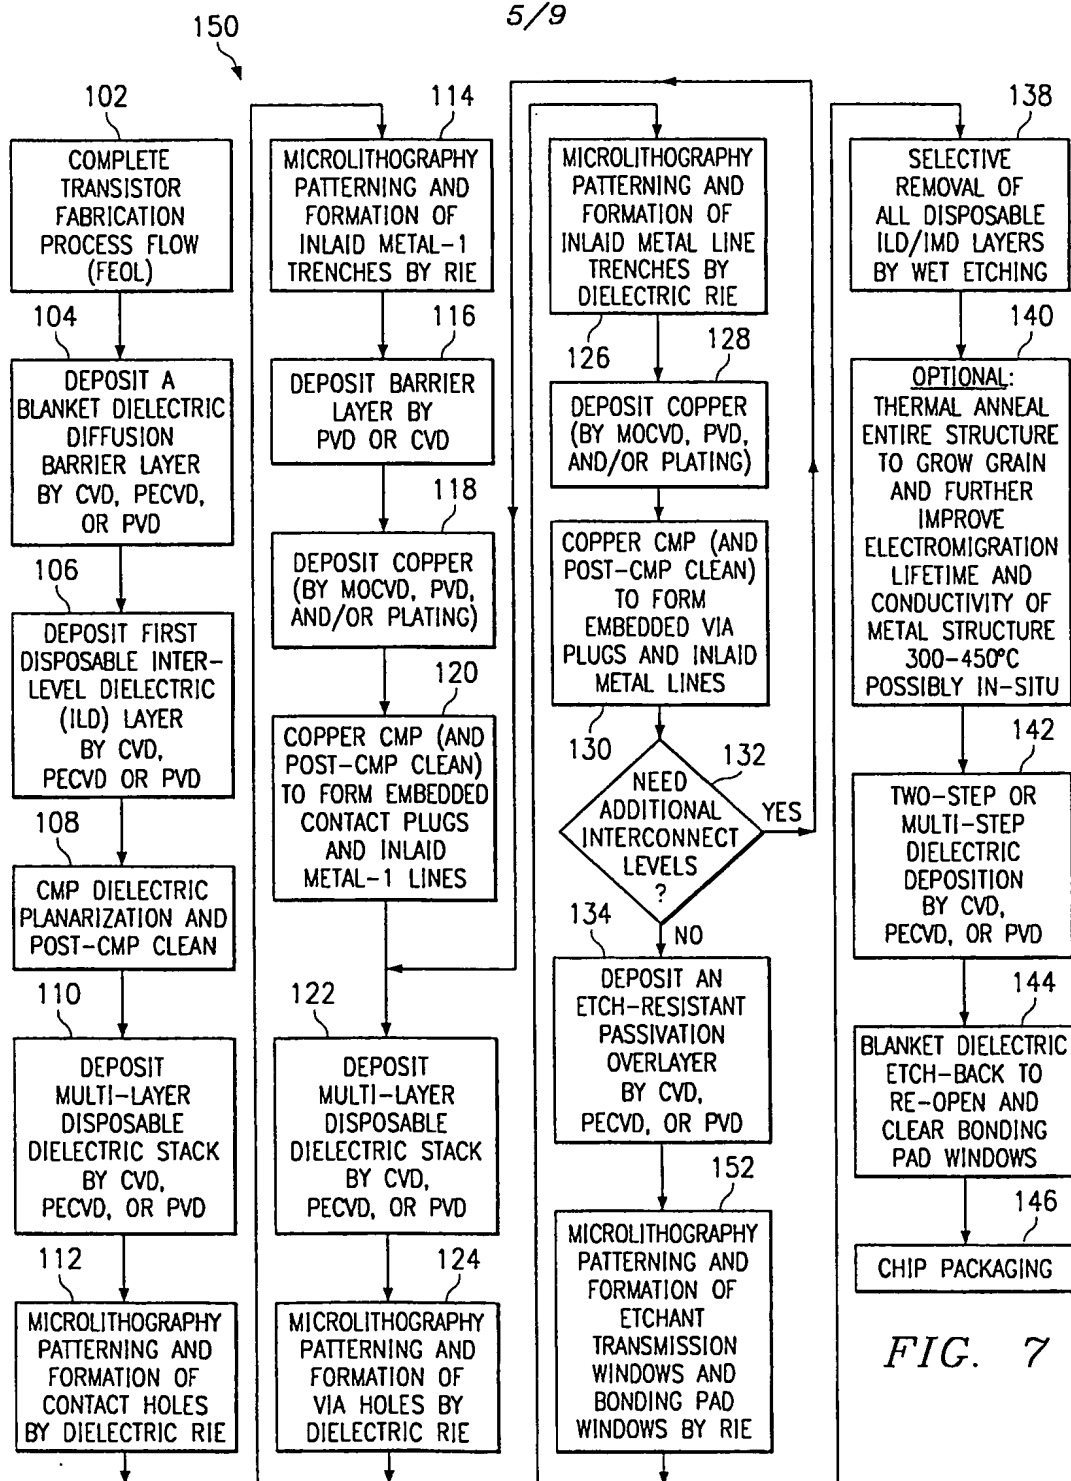 5/9
150
102
COMPLETE
TRANSISTOR
FABRICATION
PROCESS FLOW
(FEOL)
104
DEPOSIT A
BLANKET DIELECTRIC
DIFFUSION
BARRIER LAYER
BY CVD, PECVD,
OR PVD
106
DEPOSIT FIRST
DISPOSABLE INTER-
LEVEL DIELECTRIC
(ILD) LAYER
BY CVD,
PECVD OR PVD
108
CMP DIELECTRIC
PLANARIZATION AND
POST-CMP CLEAN
110
DEPOSIT
MULTI-LAYER
DISPOSABLE
DIELECTRIC STACK
BY CVD,
PECVD, OR PVD
112
MICROLITHOGRAPHY
PATTERNING AND
FORMATION OF
CONTACT HOLES
BY DIELECTRIC RIE
114
MICROLITHOGRAPHY
PATTERNING AND
FORMATION OF
INLAID METAL-1
TRENCHES BY RIE
116
DEPOSIT BARRIER
LAYER BY
PVD OR CVD
118
DEPOSIT COPPER
(BY MOCVD, PVD,
AND/OR PLATING)
120
COPPER CMP (AND
POST-CMP CLEAN)
TO FORM EMBEDDED
CONTACT PLUGS
AND INLAID
METAL-1 LINES
122
DEPOSIT
MULTI-LAYER
DISPOSABLE
DIELECTRIC STACK
BY CVD,
PECVD, OR PVD
124
MICROLITHOGRAPHY
PATTERNING AND
FORMATION OF
VIA HOLES BY
DIELECTRIC RIE
MICROLITHOGRAPHY
PATTERNING AND
FORMATION OF
INLAID METAL LINE
TRENCHES BY
DIELECTRIC RIE
126
128
DEPOSIT COPPER
(BY MOCVD, PVD,
AND/OR PLATING)
COPPER CMP (AND
POST-CMP CLEAN)
TO FORM
EMBEDDED VIA
PLUGS AND INLAID
METAL LINES
130
132
NEED
ADDITIONAL
INTERCONNECT
LEVELS
?
YES
NO
134
DEPOSIT AN
ETCH-RESISTANT
PASSIVATION
OVERLAYER
BY CVD,
PECVD, OR PVD
152
MICROLITHOGRAPHY
PATTERNING AND
FORMATION OF
ETCHANT
TRANSMISSION
WINDOWS AND
BONDING PAD
WINDOWS BY RIE
138
SELECTIVE
REMOVAL OF
ALL DISPOSABLE
ILD/IMD LAYERS
BY WET ETCHING
140
OPTIONAL:
THERMAL ANNEAL
ENTIRE STRUCTURE
TO GROW GRAIN
AND FURTHER
IMPROVE
ELECTROMIGRATION
LIFETIME AND
CONDUCTIVITY OF
METAL STRUCTURE
300-450°C
POSSIBLY IN-SITU
142
TWO-STEP OR
MULTI-STEP
DIELECTRIC
DEPOSITION
BY CVD,
PECVD, OR PVD
144
BLANKET DIELECTRIC
ETCH-BACK TO
RE-OPEN AND
CLEAR BONDING
PAD WINDOWS
146
CHIP PACKAGING
FIG. 7